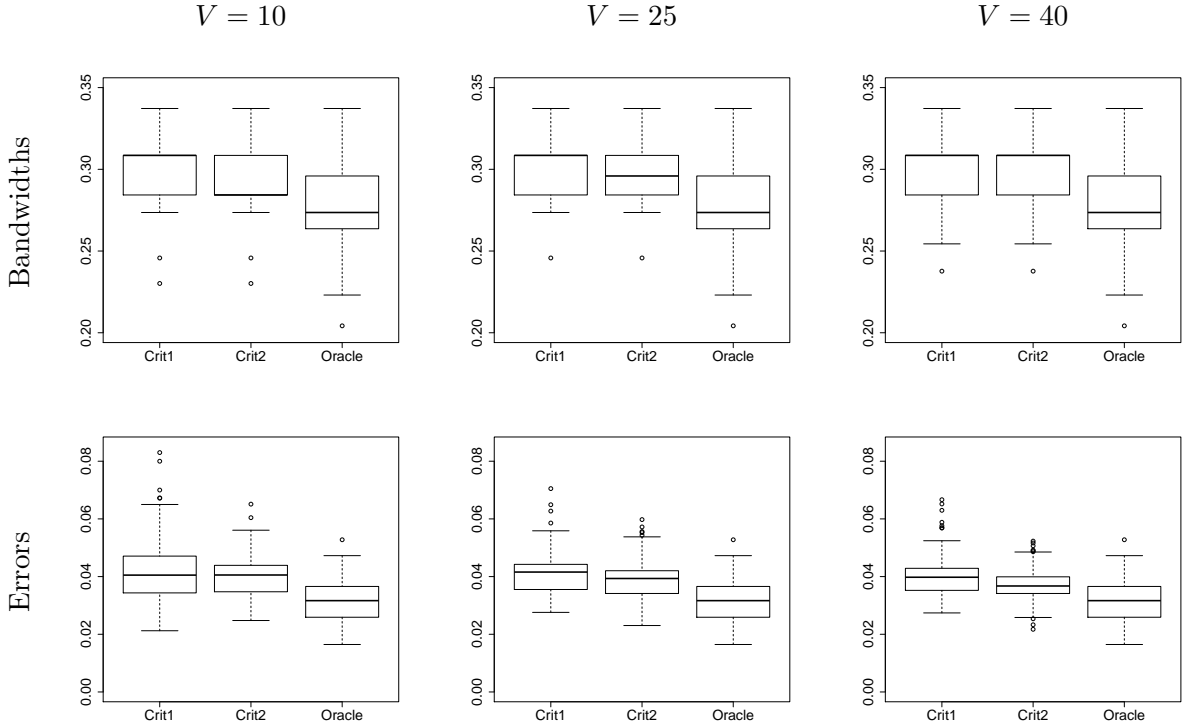 V = 10 V = 25 V = 40
Bandwidths
0.35 0.35 0.35
0.30 0.30 0.30
0.25 0.25 0.25
0.20 0.20 0.20
Crit1 Crit2 Oracle Crit1 Crit2 Oracle Crit1 Crit2 Oracle
Errors
0.08 0.08 0.08
0.06 0.06 0.06
0.04 0.04 0.04
0.02 0.02 0.02
0.00 0.00 0.00
Crit1 Crit2 Oracle Crit1 Crit2 Oracle Crit1 Crit2 Oracle